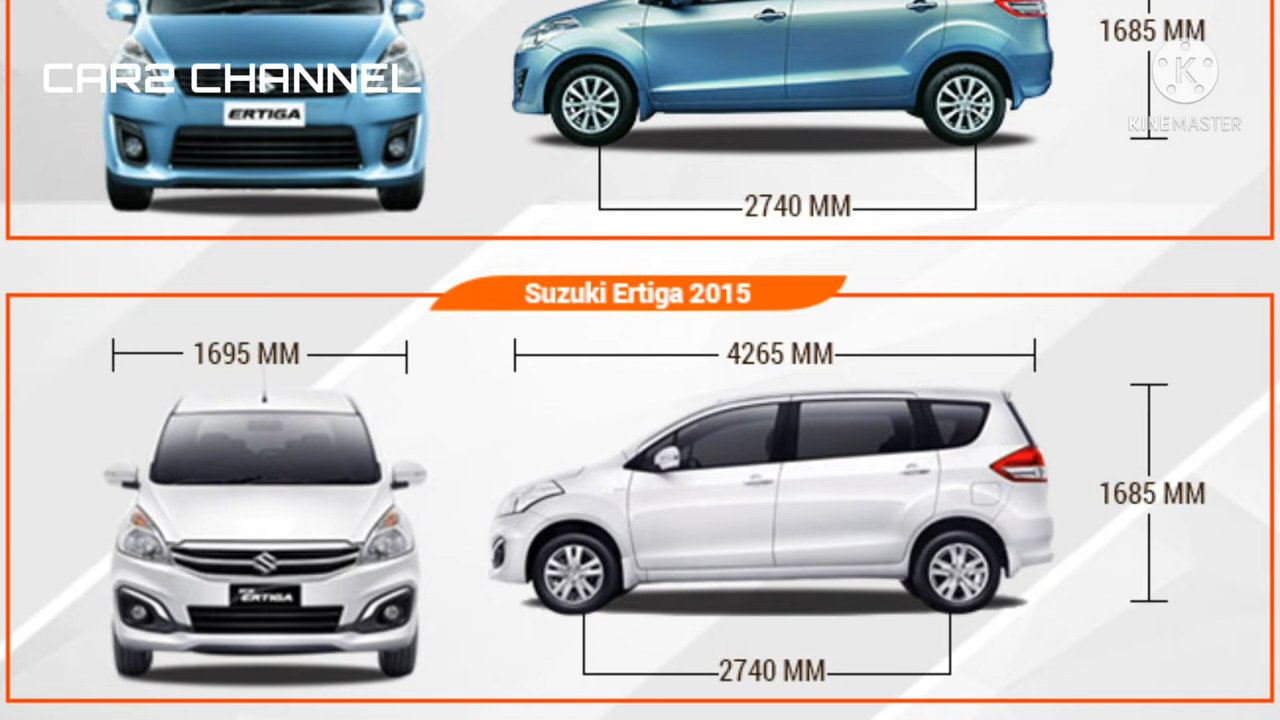 1685 MM
CAR2 CHANNEL
K
KINEMASTER
ERTIGA
2740 MM
Suzuki Ertiga 2015
1695 MM
4265 MM
1685 MM
ERTIGA
2740 MM